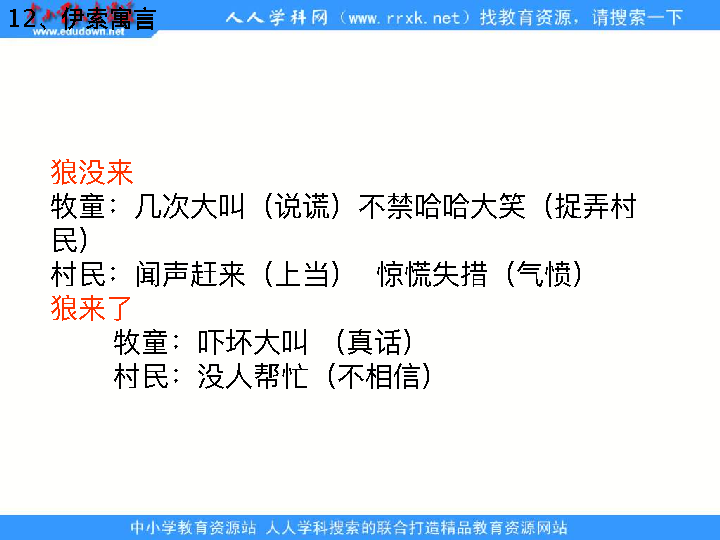 12、伊索寓言
www.edudown.net
人人学科网（www.rrxk.net）找教育资源，请搜索一下
狼没来
牧童：几次大叫（说谎）不禁哈哈大笑（捉弄村
民）
村民：闻声赶来（上当） 惊慌失措（气愤）
狼来了
牧童：吓坏大叫 （真话）
村民：没人帮忙（不相信）
中小学教育资源站 人人学科搜索的联合打造精品教育资源网站